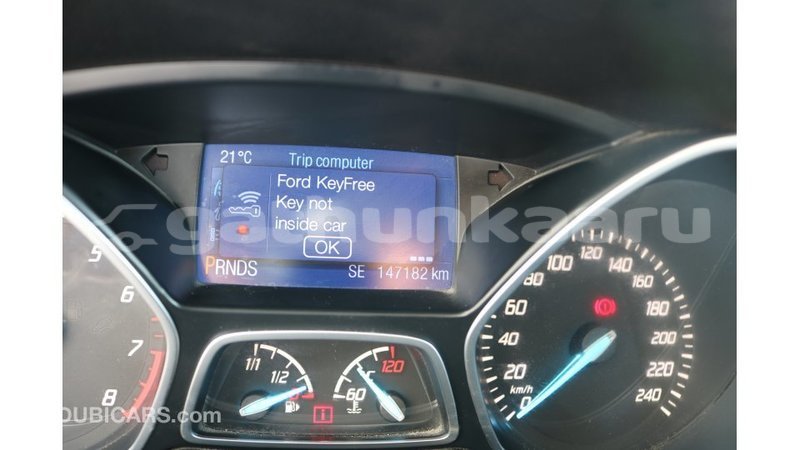 21°C Trip computer
Ford KeyFree
Key not
inside car
OK
PRNDS SE 147182 km
5
6
7
8
1/1 1/2
60 °C 120
0 20 40 60 80 100 120 140 160 180 200 220 240
km/h
gataunkaaru
DUBICARS.com